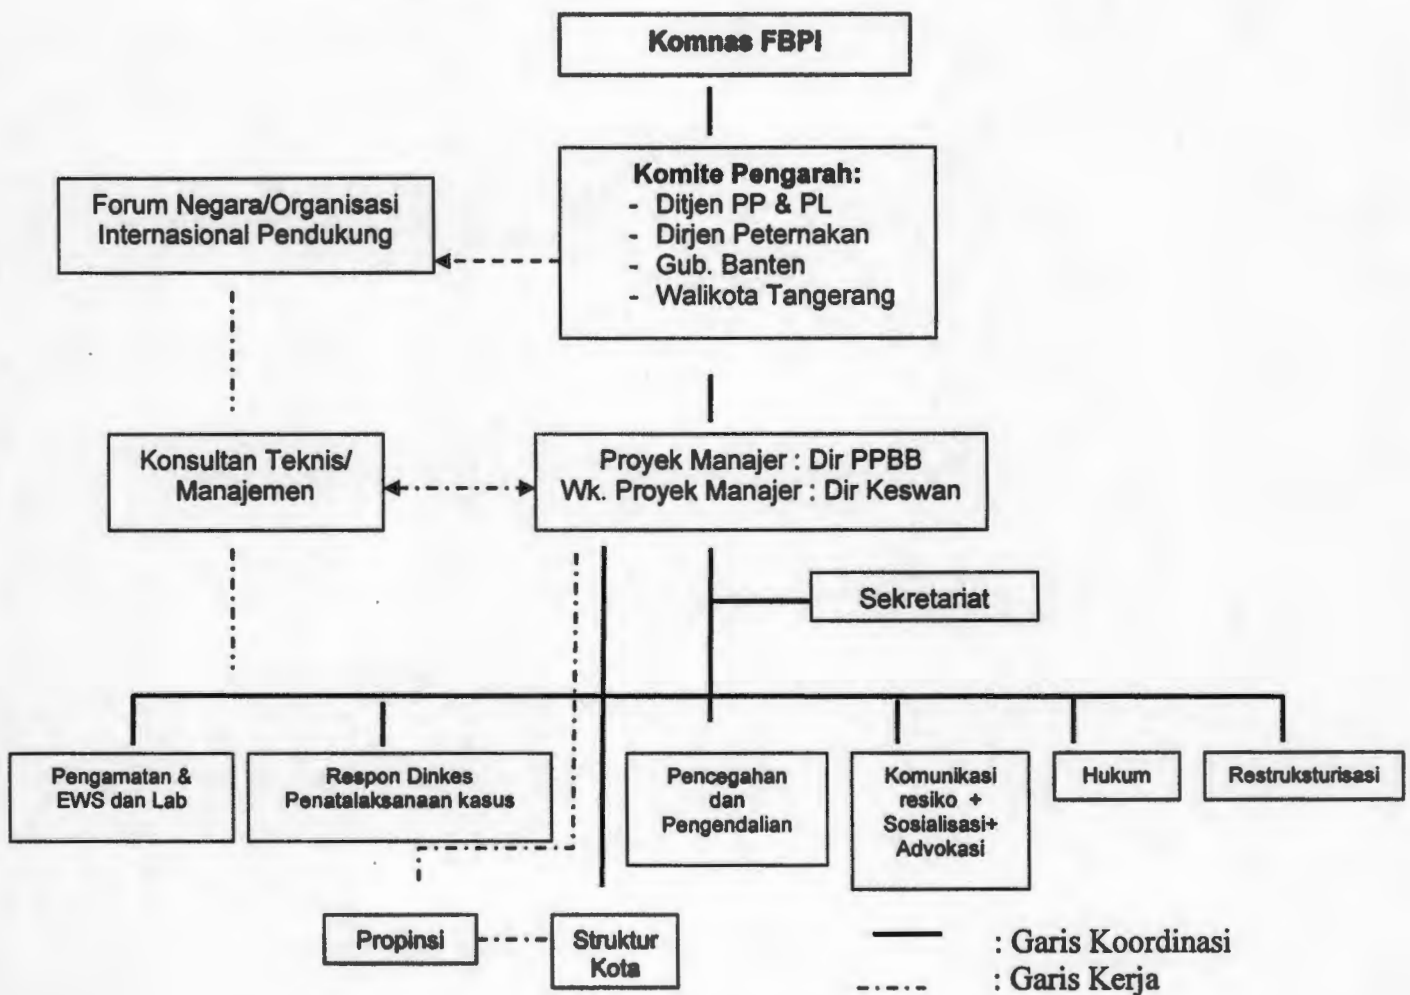 Komnas FBPI
Komite Pengarah:
- Ditjen PP & PL
- Dirjen Peternakan
- Gub. Banten
- Walikota Tangerang
Forum Negara/Organisasi
Internasional Pendukung
Konsultan Teknis/
Manajemen
Proyek Manajer : Dir PPBB
Wk. Proyek Manajer : Dir Keswan
Sekretariat
Pengamatan &
EWS dan Lab
Respon Dinkes
Penatalaksanaan kasus
Pencegahan
dan
Pengendalian
Komunikasi
resiko +
Sosialisasi+
Advokasi
Hukum
Restruksturisasi
Propinsi
Struktur
Kota
: Garis Koordinasi
: Garis Kerja